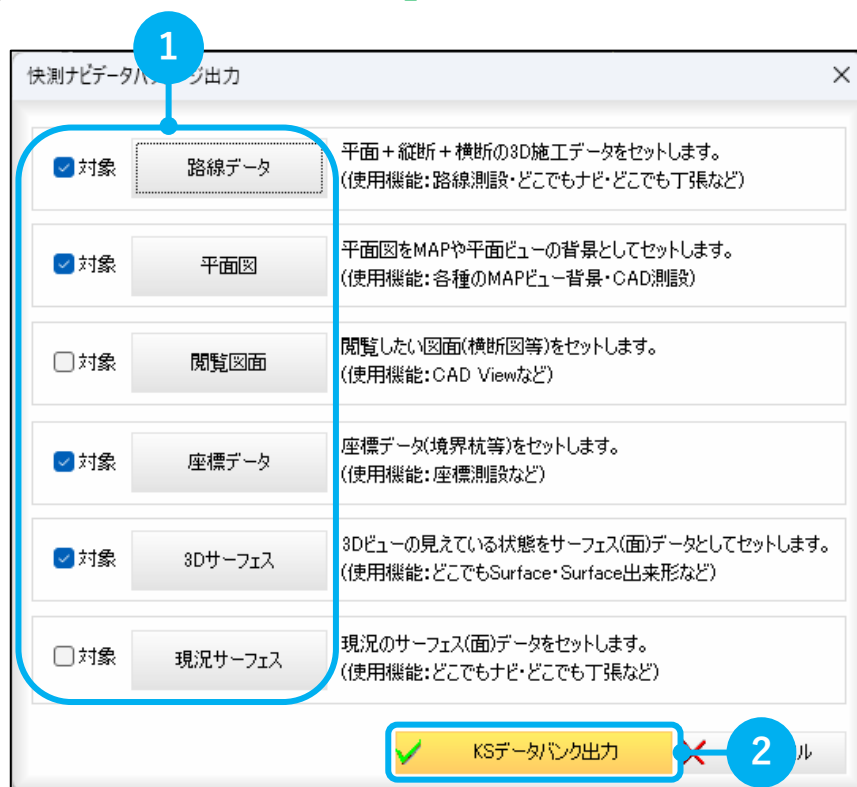 1
快測ナビデータ ジ出力
対象 路線データ 平面+縦断+横断の3D施工データをセットします。
(使用機能:路線測設・どこでもナビ・どこでも丁張など)
対象 平面図 平面図をMAPや平面ビューの背景としてセットします。
(使用機能:各種のMAPビュー背景・CAD測設)
対象 閲覧図面 閲覧したい図面(横断図等)をセットします。
(使用機能:CAD Viewなど)
対象 座標データ 座標データ(境界杭等)をセットします。
(使用機能:座標測設など)
対象 3Dサーフェス 3Dビューの見えている状態をサーフェス(面)データとしてセットします。
(使用機能:どこでもSurface・Surface出来形など)
対象 現況サーフェス 現況のサーフェス(面)データをセットします。
(使用機能:どこでもナビ・どこでも丁張など)
KSデータバンク出力 2 ル